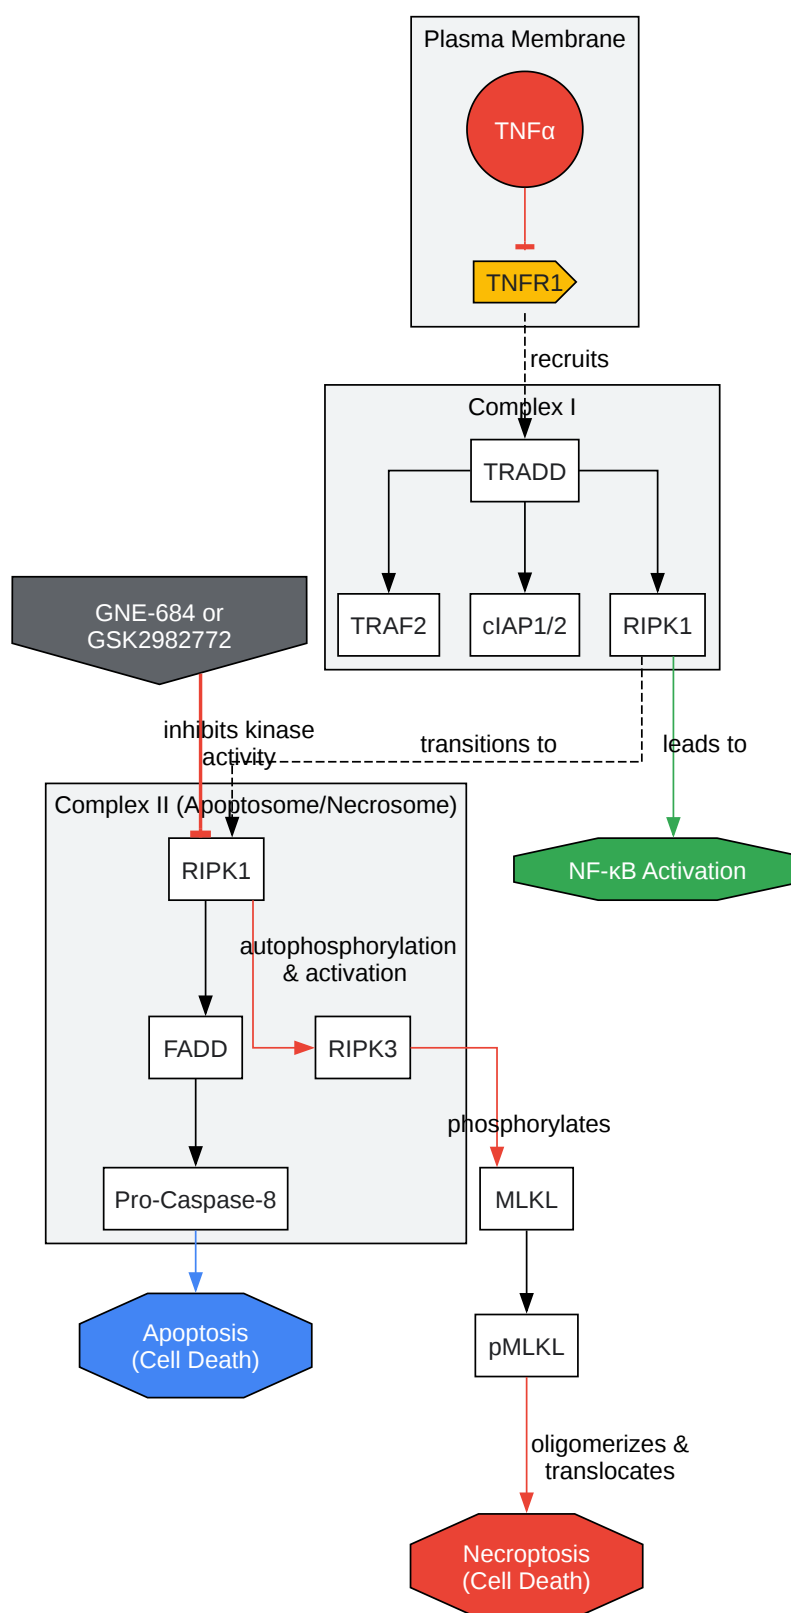 Plasma Membrane
TNFα
TNFR1
recruits
Complex I
TRADD
TRAF2
cIAP1/2
RIPK1
GNE-684 or
GSK2982772
inhibits kinase
activity
transitions to
leads to
Complex II (Apoptosome/Necrosome)
RIPK1
NF-κB Activation
autophosphorylation
& activation
FADD
RIPK3
phosphorylates
Pro-Caspase-8
MLKL
Apoptosis
(Cell Death)
pMLKL
oligomerizes &
translocates
Necroptosis
(Cell Death)